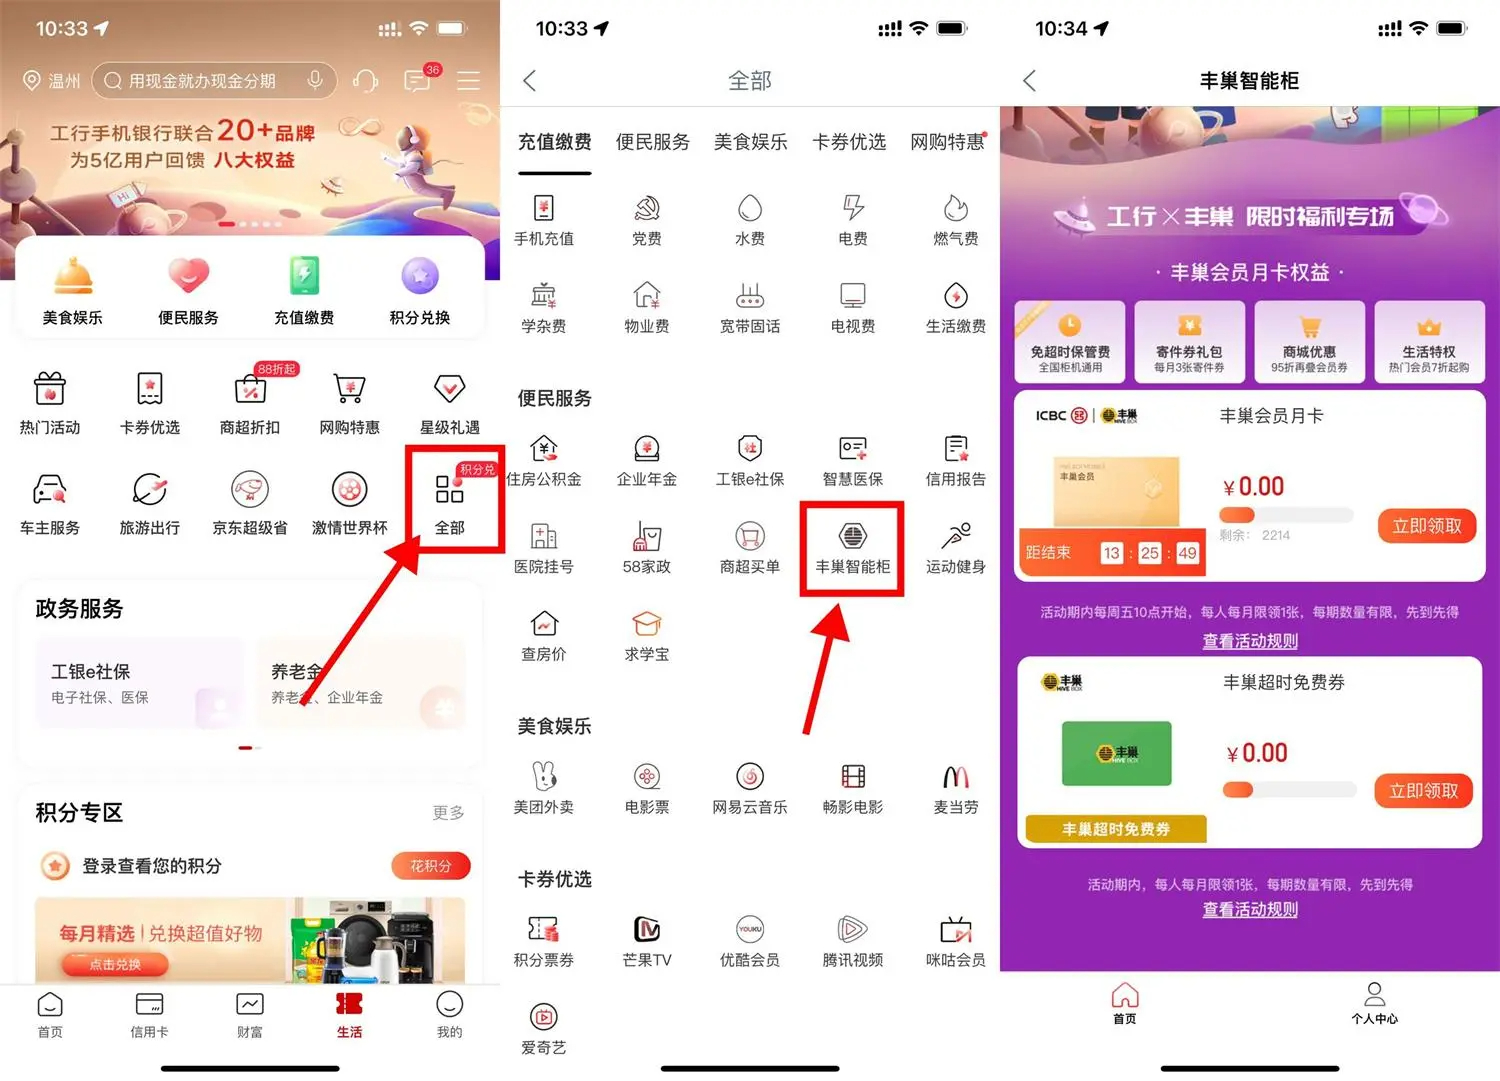 10:33
温州
用现金就办现金分期
36
工行手机银行联合20+品牌
为5亿用户回馈 八大权益
Hi
美食娱乐
便民服务
充值缴费
积分兑换
88折起
热门活动
卡券优选
商超折扣
网购特惠
星级礼遇
积分兑
车主服务
旅游出行
京东超级省
激情世界杯
全部
政务服务
工银e社保
电子社保、医保
养老金
养老金、企业年金
积分专区
更多
登录查看您的积分
花积分
每月精选|兑换超值好物
点击兑换
首页
信用卡
财富
生活
我的
10:33
全部
充值缴费
便民服务
美食娱乐
卡券优选
网购特惠
手机充值
党费
水费
电费
燃气费
学杂费
物业费
宽带固话
电视费
生活缴费
便民服务
住房公积金
企业年金
社
工银e社保
智慧医保
信用报告
医院挂号
58家政
商超买单
丰巢智能柜
运动健身
查房价
求学宝
美食娱乐
美团外卖
电影票
网易云音乐
畅影电影
麦当劳
卡券优选
积分票券
芒果TV
YOUKU
优酷会员
腾讯视频
咪咕会员
爱奇艺
10:34
丰巢智能柜
工行×丰巢 限时福利专场
· 丰巢会员月卡权益 ·
免超时保管费
全国柜机通用
寄件券礼包
每月3张寄件券
商城优惠
95折再叠会员券
生活特权
热门会员7折起购
ICBC
丰巢
HIVE BOX
丰巢会员月卡
丰巢会员
¥0.00
剩余: 2214
立即领取
距结束 13 : 25 : 49
活动期内每周五10点开始，每人每月限领1张，每期数量有限，先到先得
查看活动规则
丰巢
HIVE BOX
丰巢超时免费券
丰巢
HIVE BOX
¥0.00
立即领取
丰巢超时免费券
活动期内，每人每月限领1张，每期数量有限，先到先得
查看活动规则
首页
个人中心